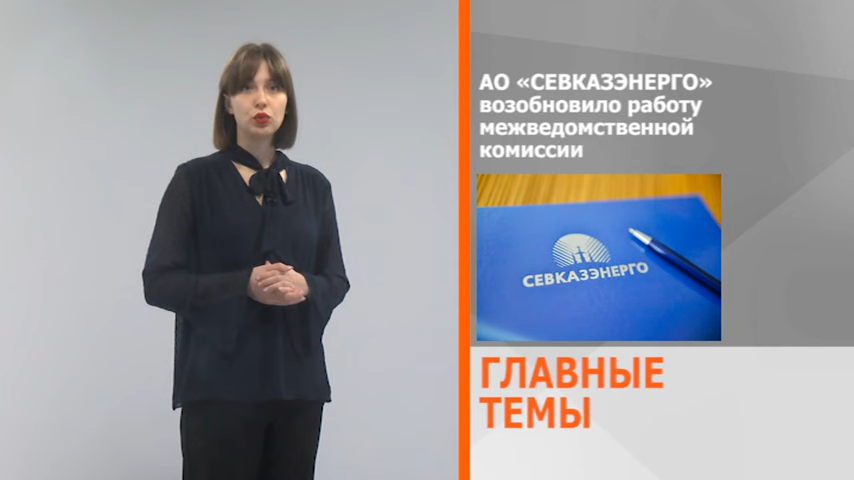 АО «СЕВКАЗЭНЕРГО»
возобновило работу
межведомственной
комиссии
СЕВКАЗЭНЕРГО
ГЛАВНЫЕ
ТЕМЫ